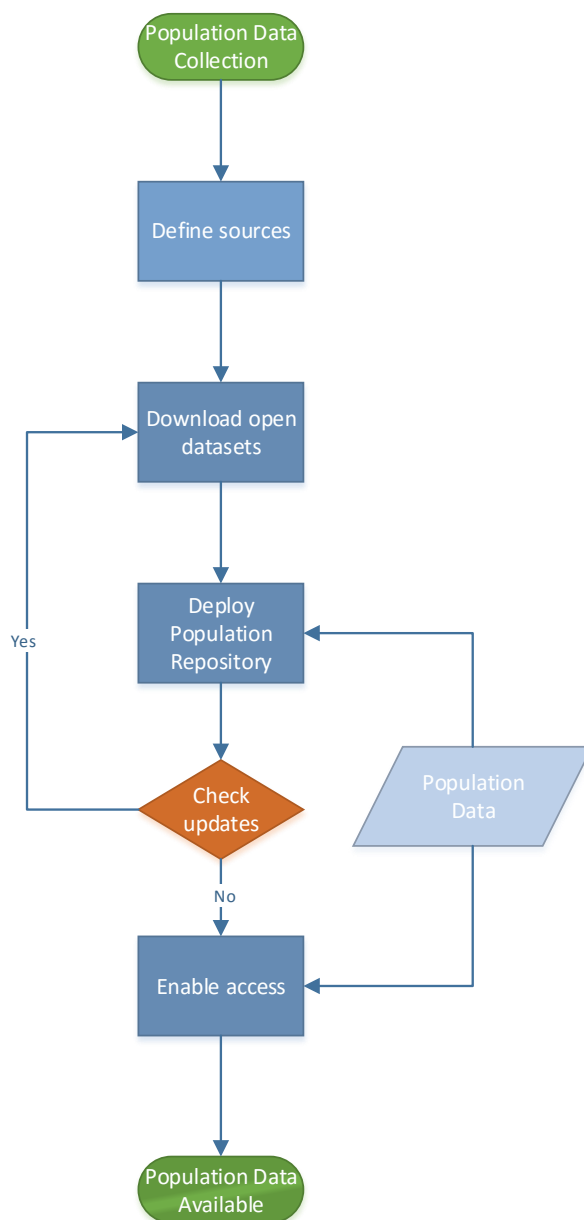 Population Data
Collection
Define sources
Download open
datasets
Deploy
Population
Repository
Yes
Check
updates
Population
Data
No
Enable access
Population Data
Available